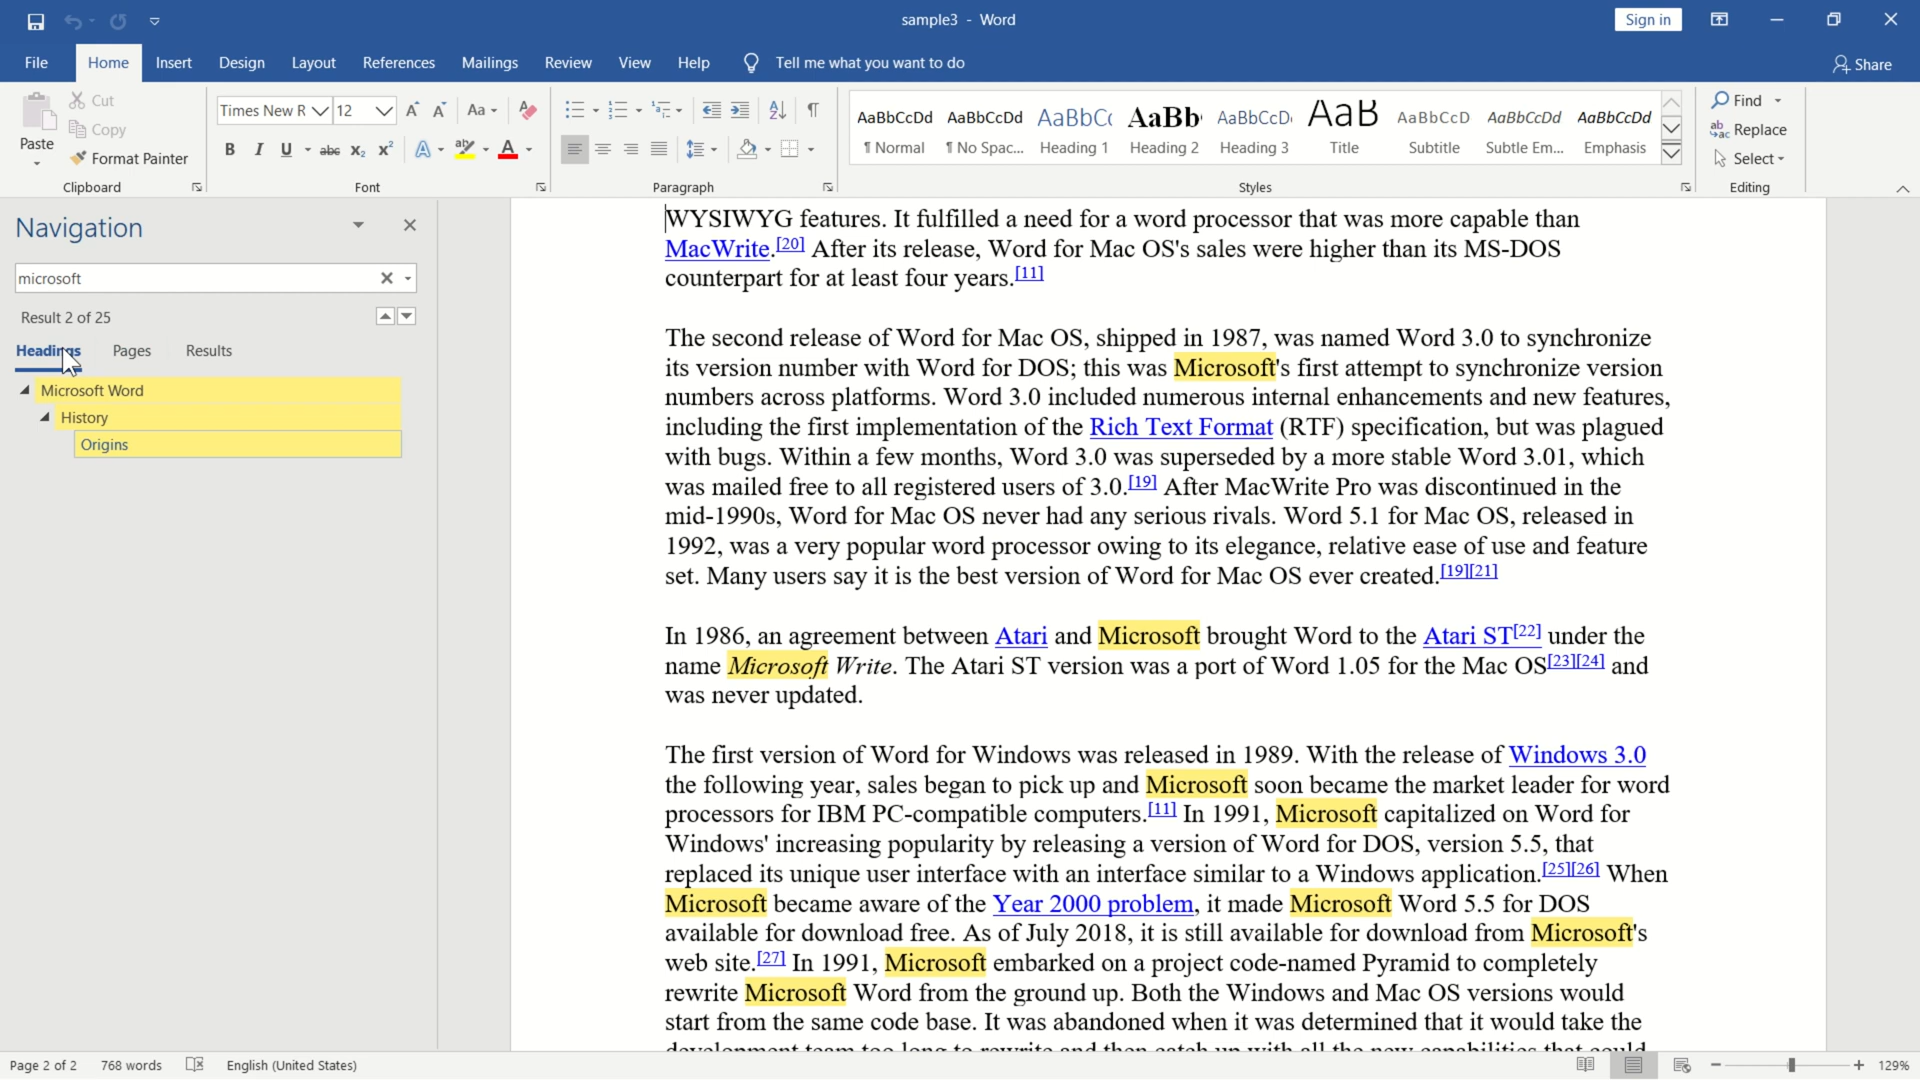 sample3 - Word
Sign in
File
Home
Insert
Design
Layout
References
Mailings
Review
View
Help
Tell me what you want to do
Share
Paste
Cut
Copy
Format Painter
Clipboard
Times New R
12
Aa
B I U abc X₂ X²
A
ab
A
Font
Paragraph
AaBbCcDd
¶ Normal
AaBbCcDd
¶ No Spac...
AaBbCc
Heading 1
AaBb
Heading 2
AaBbCcD
Heading 3
AaB
Title
AaBbCcD
Subtitle
AaBbCcDd
Subtle Em...
AaBbCcDd
Emphasis
Styles
Find
Replace
Select
Editing
Navigation
microsoft
Result 2 of 25
Headings
Pages
Results
Microsoft Word
History
Origins
WYSIWYG features. It fulfilled a need for a word processor that was more capable than
MacWrite.[20] After its release, Word for Mac OS's sales were higher than its MS-DOS
counterpart for at least four years.[11]
The second release of Word for Mac OS, shipped in 1987, was named Word 3.0 to synchronize
its version number with Word for DOS; this was Microsoft's first attempt to synchronize version
numbers across platforms. Word 3.0 included numerous internal enhancements and new features,
including the first implementation of the Rich Text Format (RTF) specification, but was plagued
with bugs. Within a few months, Word 3.0 was superseded by a more stable Word 3.01, which
was mailed free to all registered users of 3.0.[19] After MacWrite Pro was discontinued in the
mid-1990s, Word for Mac OS never had any serious rivals. Word 5.1 for Mac OS, released in
1992, was a very popular word processor owing to its elegance, relative ease of use and feature
set. Many users say it is the best version of Word for Mac OS ever created.[19][21]
In 1986, an agreement between Atari and Microsoft brought Word to the Atari ST[22] under the
name Microsoft Write. The Atari ST version was a port of Word 1.05 for the Mac OS[23][24] and
was never updated.
The first version of Word for Windows was released in 1989. With the release of Windows 3.0
the following year, sales began to pick up and Microsoft soon became the market leader for word
processors for IBM PC-compatible computers.[11] In 1991, Microsoft capitalized on Word for
Windows' increasing popularity by releasing a version of Word for DOS, version 5.5, that
replaced its unique user interface with an interface similar to a Windows application.[25][26] When
Microsoft became aware of the Year 2000 problem, it made Microsoft Word 5.5 for DOS
available for download free. As of July 2018, it is still available for download from Microsoft's
web site.[27] In 1991, Microsoft embarked on a project code-named Pyramid to completely
rewrite Microsoft Word from the ground up. Both the Windows and Mac OS versions would
start from the same code base. It was abandoned when it was determined that it would take the
development team too long to rewrite and then catch up with all the new capabilities that could
Page 2 of 2
768 words
English (United States)
129%